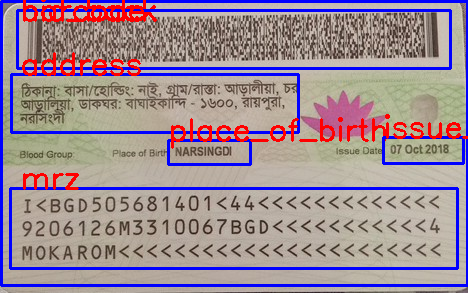 address
ঠিকানা: বাসা/হোল্ডিং: নাই, গ্রাম/রাস্তা: আড়ালীয়া, চর
আড়ালিয়া, ডাকঘর: বাঘাইকান্দি - ১৬০০, রায়পুরা,
নরসিংদী
place_of_birth issue_
Blood Group: Place of Birth: NARSINGDI Issue Date: 07 Oct 2018
mrz
I<BGD505681401<44<<<<<<<<<<<<<
9206126M3310067BGD<<<<<<<<<<<4
MOKAROM<<<<<<<<<<<<<<<<<<<<<<<